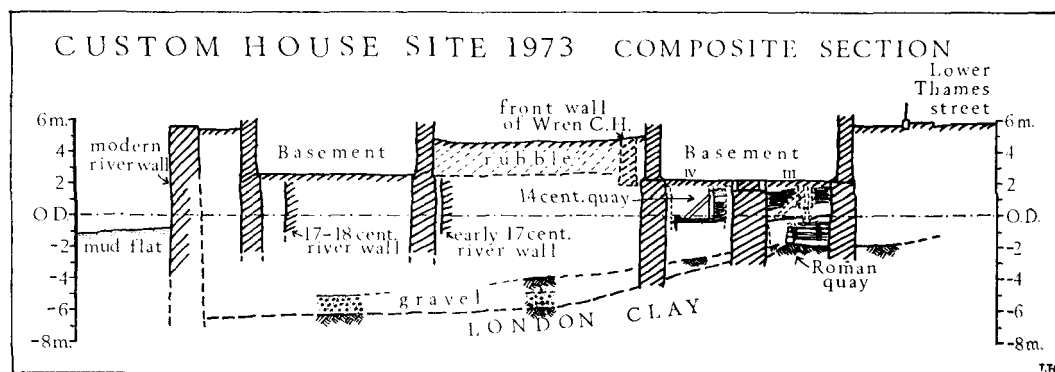 CUSTOM HOUSE SITE 1973 COMPOSITE SECTION
Lower
Thames
street
front wall
of Wren C.H.
6m.
4
2
O.D.
-2
-4
-6
-8m.
modern
river wall
Basement
rubble
Basement
IV
III
14 cent. quay
mud flat
17-18 cent.
river wall
early 17 cent.
river wall
Roman
quay
gravel
LONDON CLAY
6m.
4
2
O.D.
-2
-4
-6
-8m.